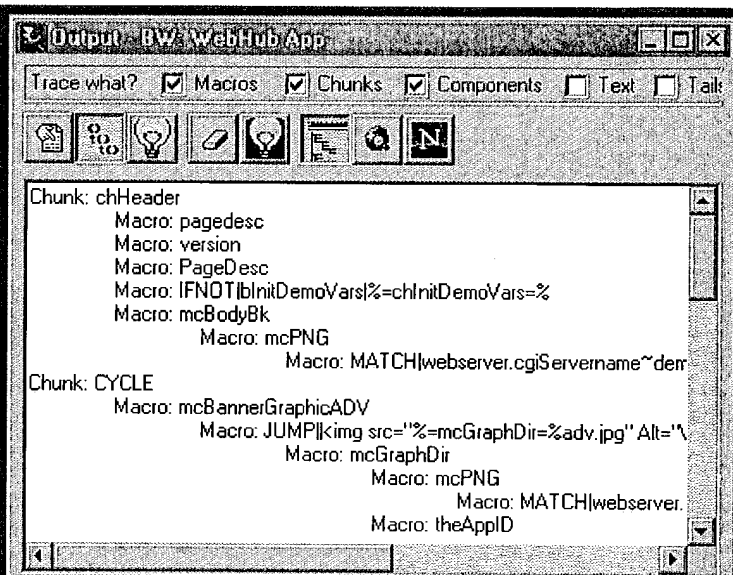 Output - BW: WebHub App
Trace what? Macros Chunks Components Text Tails
N
Chunk: chHeader
Macro: pagedesc
Macro: version
Macro: PageDesc
Macro: IFNOT|bInitDemoVars|%=chInitDemoVars=%
Macro: mcBodyBk
Macro: mcPNG
Macro: MATCH|webserver.cgiServername~dem
Chunk: CYCLE
Macro: mcBannerGraphicADV
Macro: JUMP||<img src="%=mcGraphDir=%adv.jpg" Alt="\
Macro: mcGraphDir
Macro: mcPNG
Macro: MATCH|webserver.
Macro: theAppID